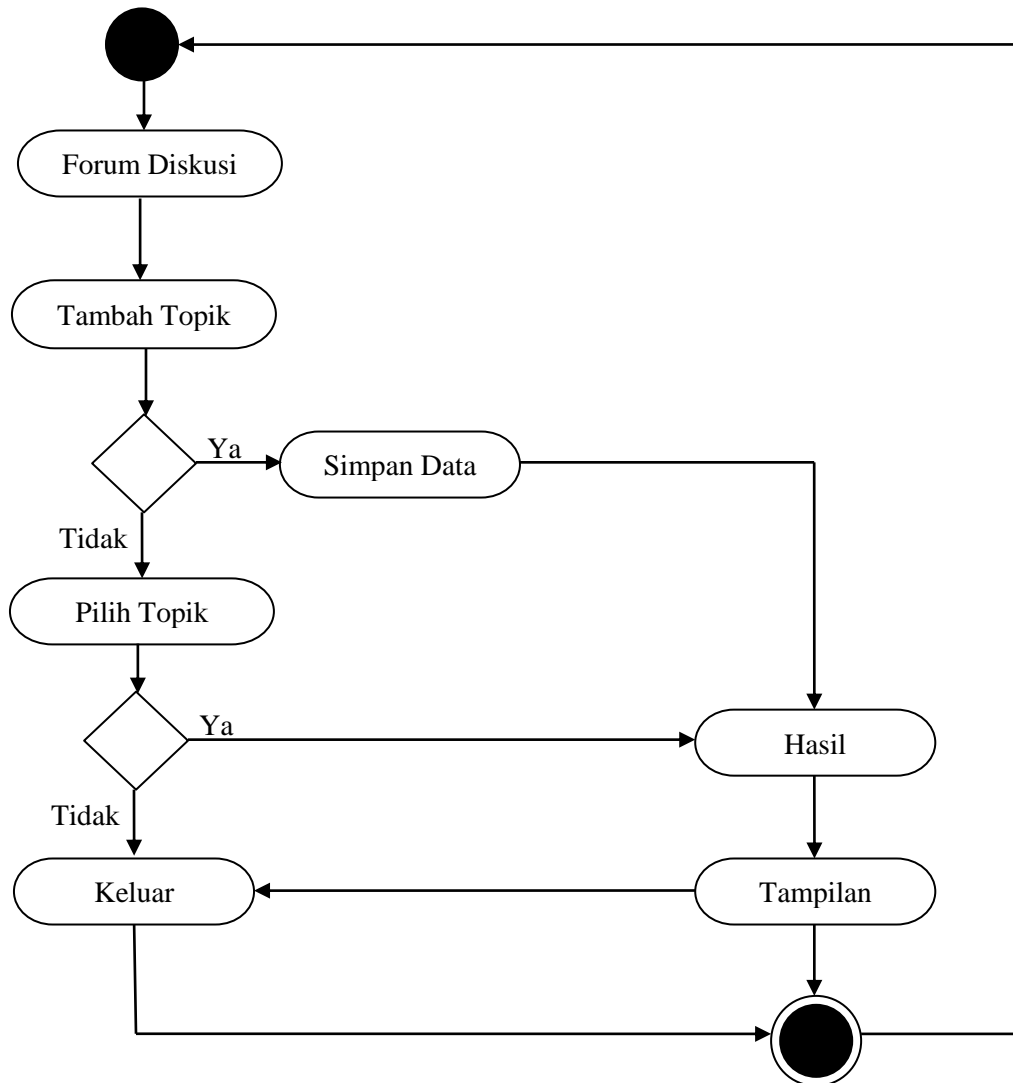 Forum Diskusi
Tambah Topik
Ya
Simpan Data
Tidak
Pilih Topik
Ya
Hasil
Tidak
Keluar
Tampilan